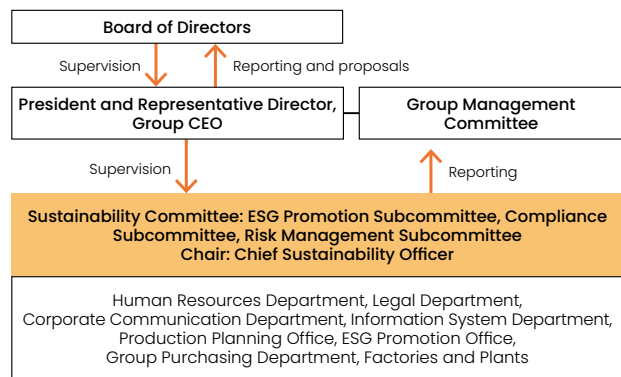 Board of Directors
Supervision
Reporting and proposals
President and Representative Director,
Group CEO
Group Management
Committee
Supervision
Reporting
Sustainability Committee: ESG Promotion Subcommittee, Compliance
Subcommittee, Risk Management Subcommittee
Chair: Chief Sustainability Officer
Human Resources Department, Legal Department,
Corporate Communication Department, Information System Department,
Production Planning Office, ESG Promotion Office,
Group Purchasing Department, Factories and Plants